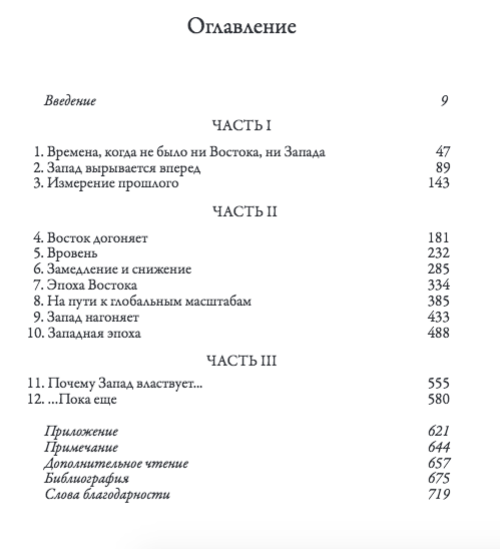 Оглавление
Введение 9
ЧАСТЬ I
1. Времена, когда не было ни Востока, ни Запада 47
2. Запад вырывается вперед 89
3. Измерение прошлого 143
ЧАСТЬ II
4. Восток догоняет 181
5. Вровень 232
6. Замедление и снижение 285
7. Эпоха Востока 334
8. На пути к глобальным масштабам 385
9. Запад нагоняет 433
10. Западная эпоха 488
ЧАСТЬ III
11. Почему Запад властвует... 555
12. ...Пока еще 580
Приложение 621
Примечание 644
Дополнительное чтение 657
Библиография 675
Слова благодарности 719